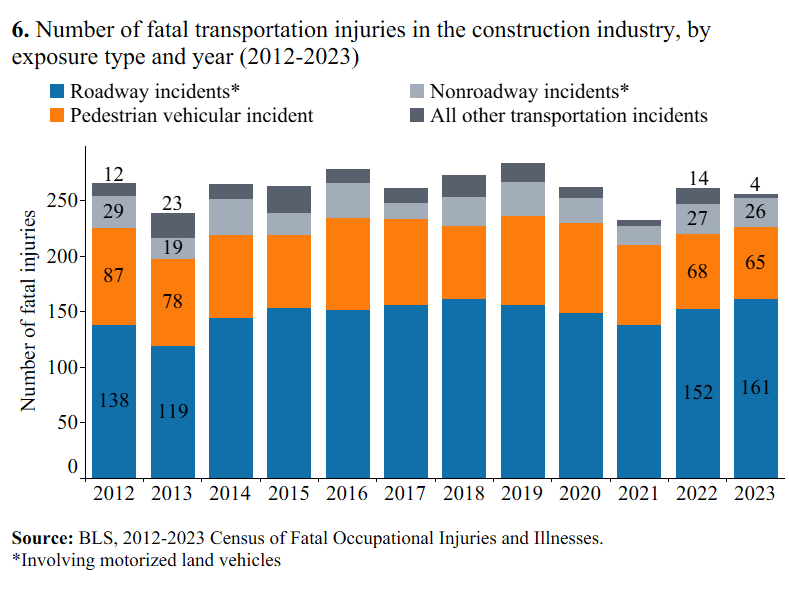 6. Number of fatal transportation injuries in the construction industry, by
exposure type and year (2012-2023)
Roadway incidents*
Nonroadway incidents*
Pedestrian vehicular incident
All other transportation incidents
Number of fatal injuries
250
200
150
100
50
0
12
29
87
138
23
19
78
119
14
27
68
152
4
26
65
161
2012 2013 2014 2015 2016 2017 2018 2019 2020 2021 2022 2023
Source: BLS, 2012-2023 Census of Fatal Occupational Injuries and Illnesses.
*Involving motorized land vehicles